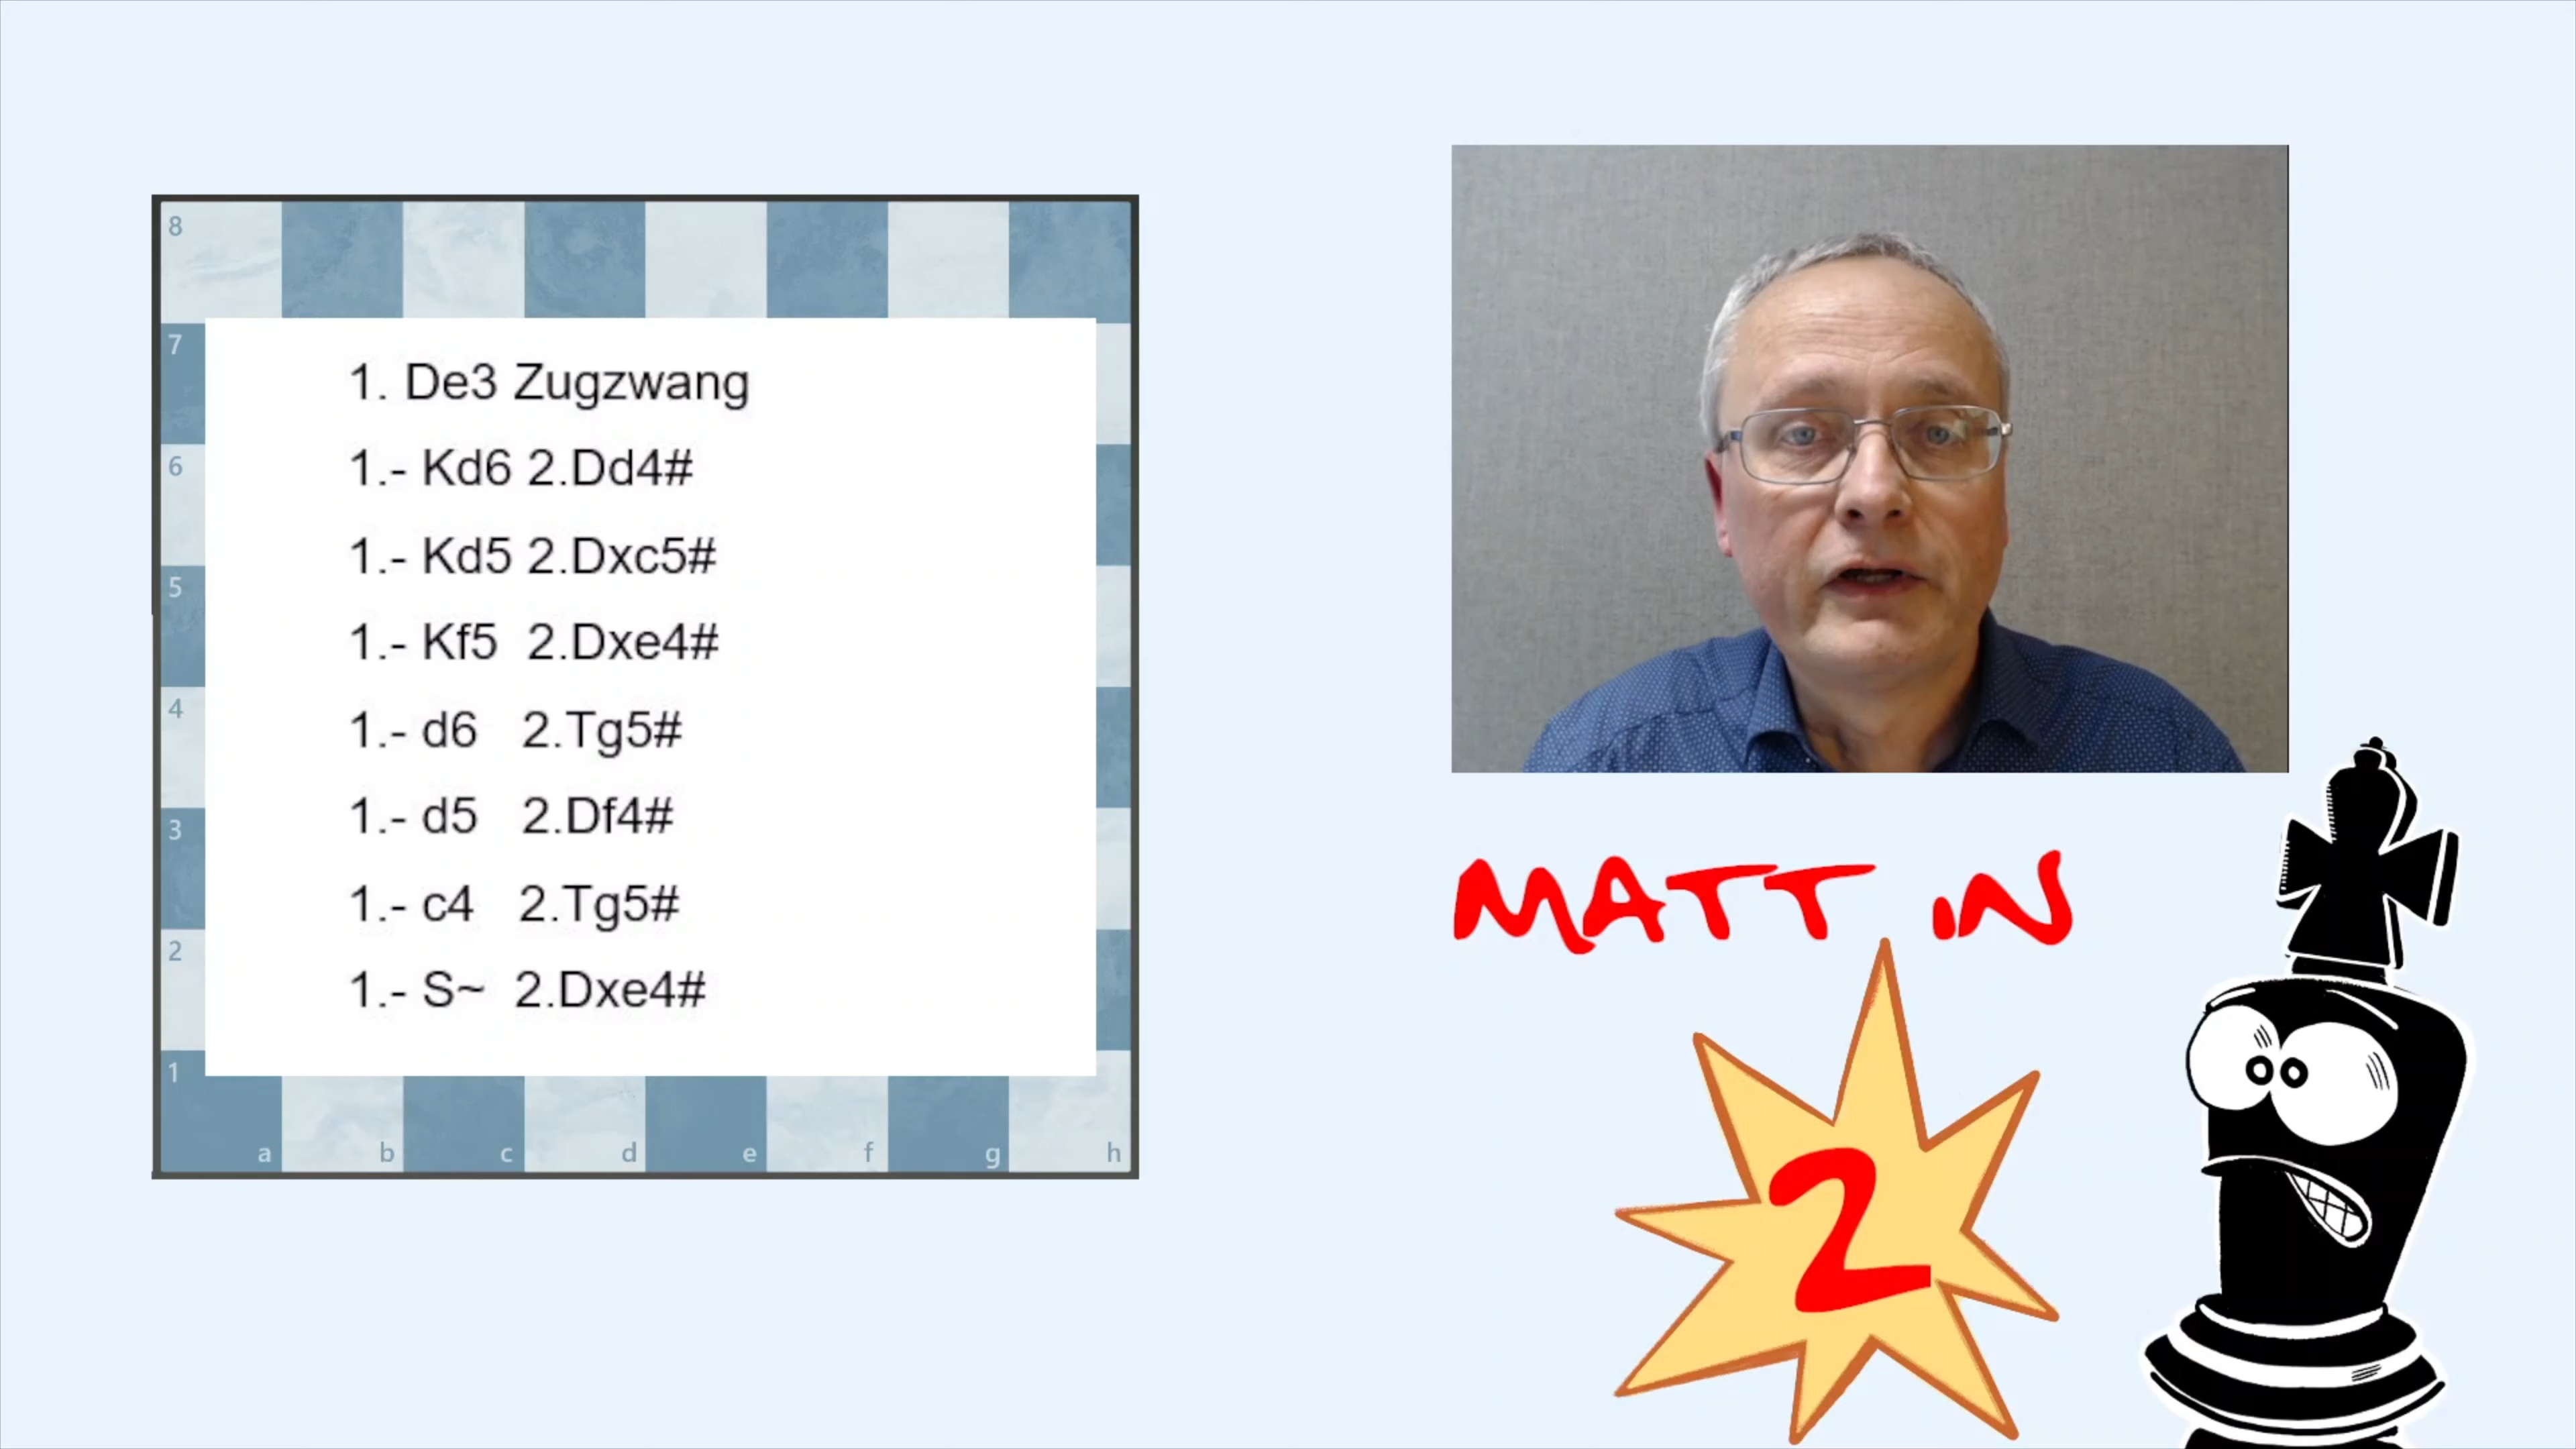 8
7
6
5
4
3
2
1
a b c d e f g h
1. De3 Zugzwang
1.- Kd6 2.Dd4#
1.- Kd5 2.Dxc5#
1.- Kf5 2.Dxe4#
1.- d6 2.Tg5#
1.- d5 2.Df4#
1.- c4 2.Tg5#
1.- S~ 2.Dxe4#
MATT iN
2